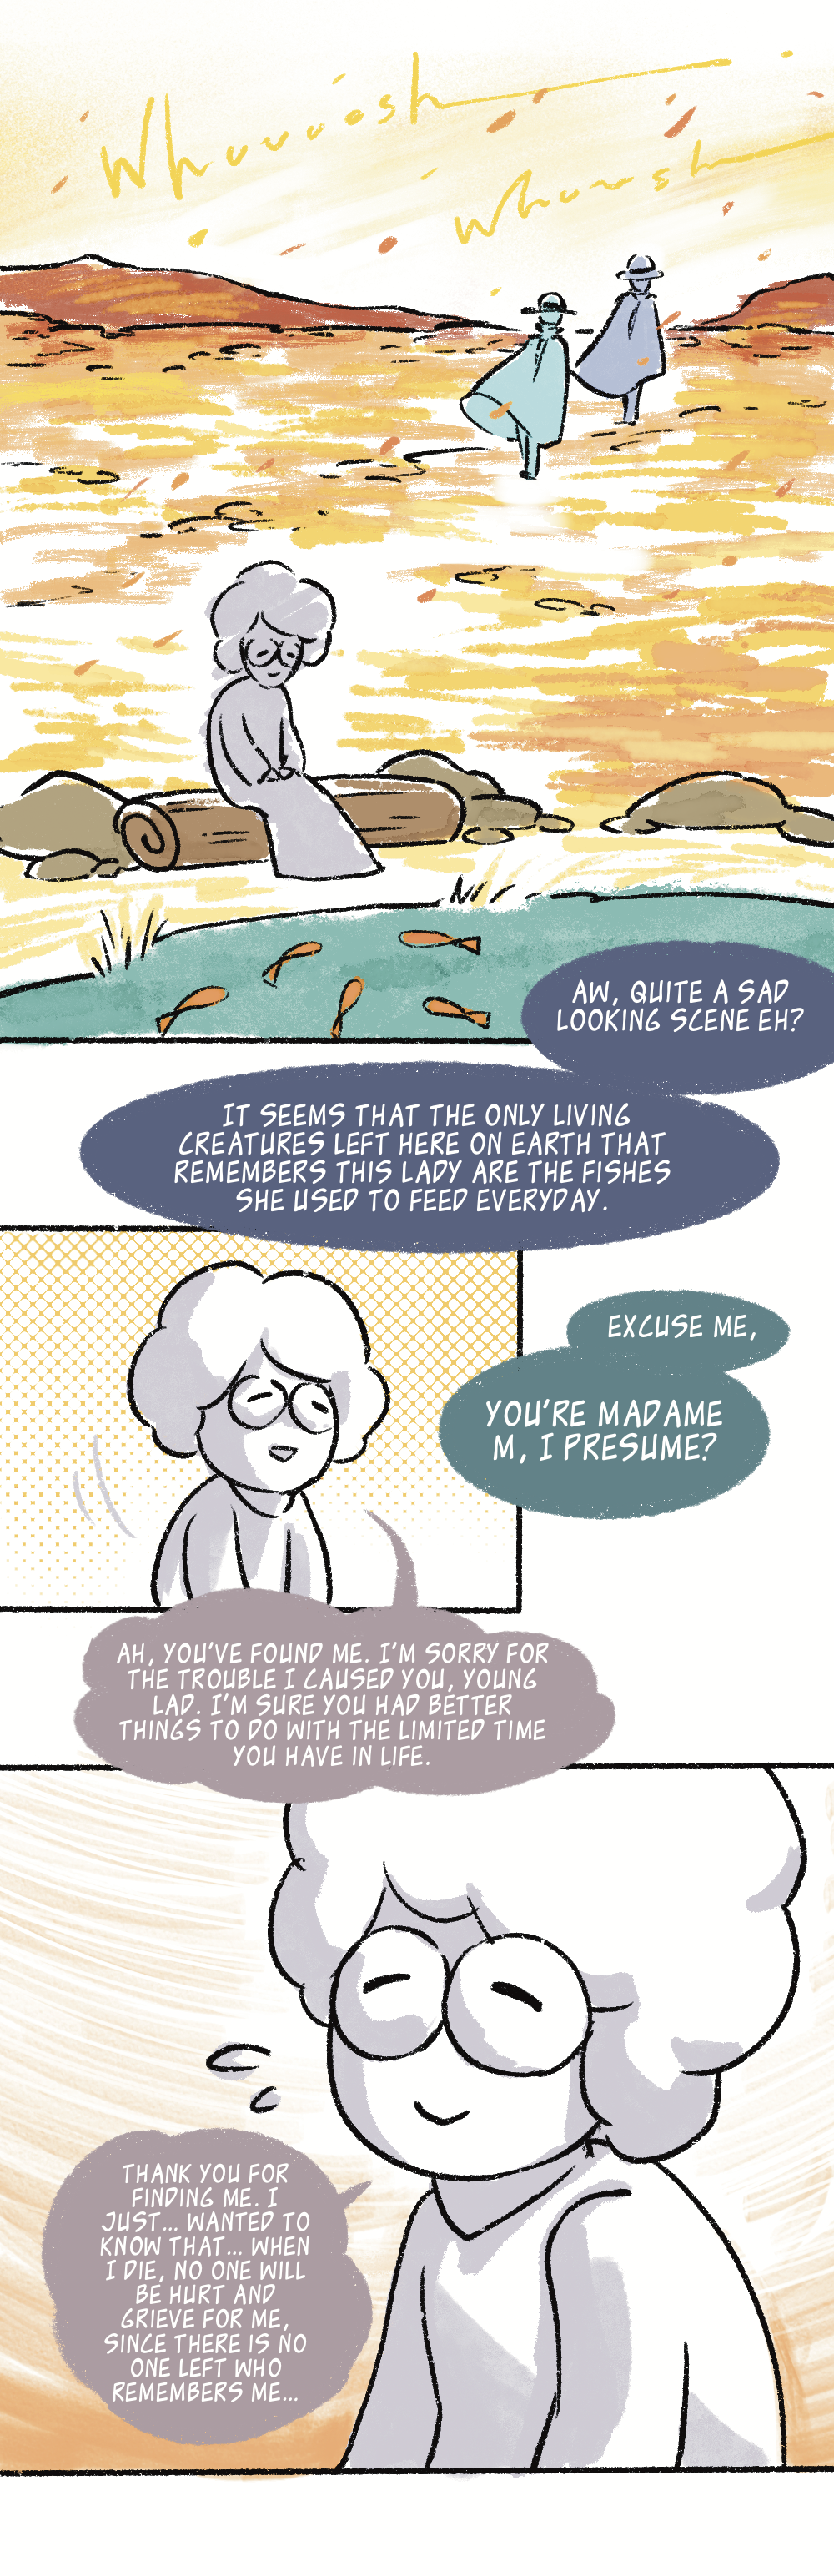 Whuuoosh
Whuuush
AW, QUITE A SAD
LOOKING SCENE EH?
IT SEEMS THAT THE ONLY LIVING
CREATURES LEFT HERE ON EARTH THAT
REMEMBERS THIS LADY ARE THE FISHES
SHE USED TO FEED EVERYDAY.
EXCUSE ME,
YOU'RE MADAME
M, I PRESUME?
AH, YOU'VE FOUND ME. I'M SORRY FOR
THE TROUBLE I CAUSED YOU, YOUNG
LAD. I'M SURE YOU HAD BETTER
THINGS TO DO WITH THE LIMITED TIME
YOU HAVE IN LIFE.
THANK YOU FOR
FINDING ME. I
JUST... WANTED TO
KNOW THAT... WHEN
I DIE, NO ONE WILL
BE HURT AND
GRIEVE FOR ME,
SINCE THERE IS NO
ONE LEFT WHO
REMEMBERS ME...